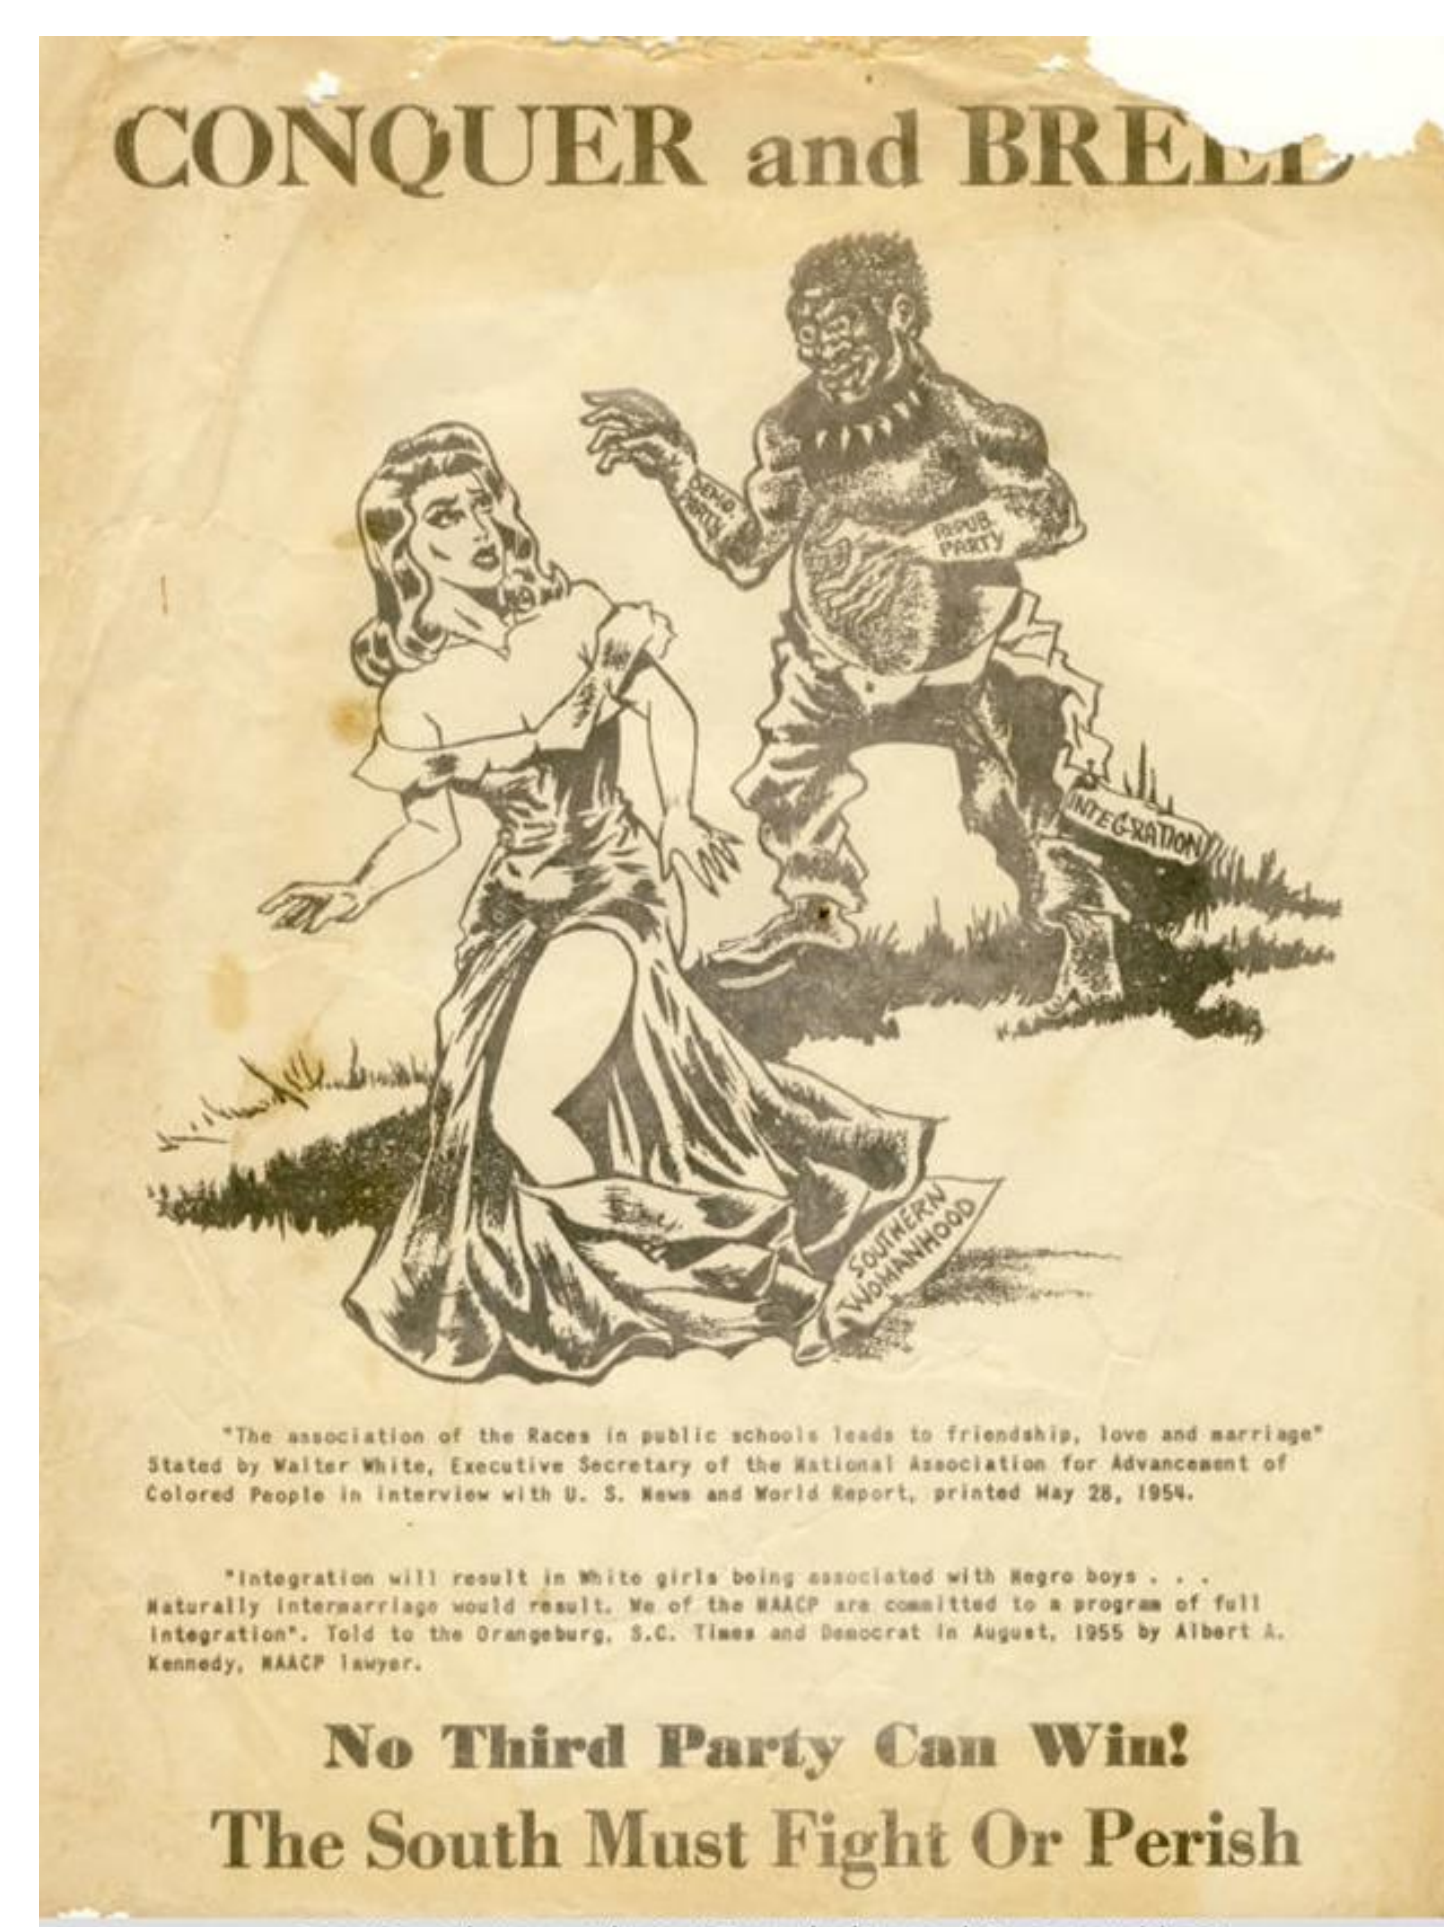 CONQUER and BREED
DEMO.
PARTY
REPUB.
PARTY
INTEGRATION
SOUTHERN
WOMANHOOD
"The association of the Races in public schools leads to friendship, love and marriage"
Stated by Walter White, Executive Secretary of the National Association for Advancement of
Colored People in interview with U. S. News and World Report, printed May 28, 1954.
"Integration will result in White girls being associated with Negro boys . . .
Naturally intermarriage would result. We of the NAACP are committed to a program of full
integration". Told to the Orangeburg, S.C. Times and Democrat in August, 1955 by Albert A.
Kennedy, NAACP lawyer.
No Third Party Can Win!
The South Must Fight Or Perish